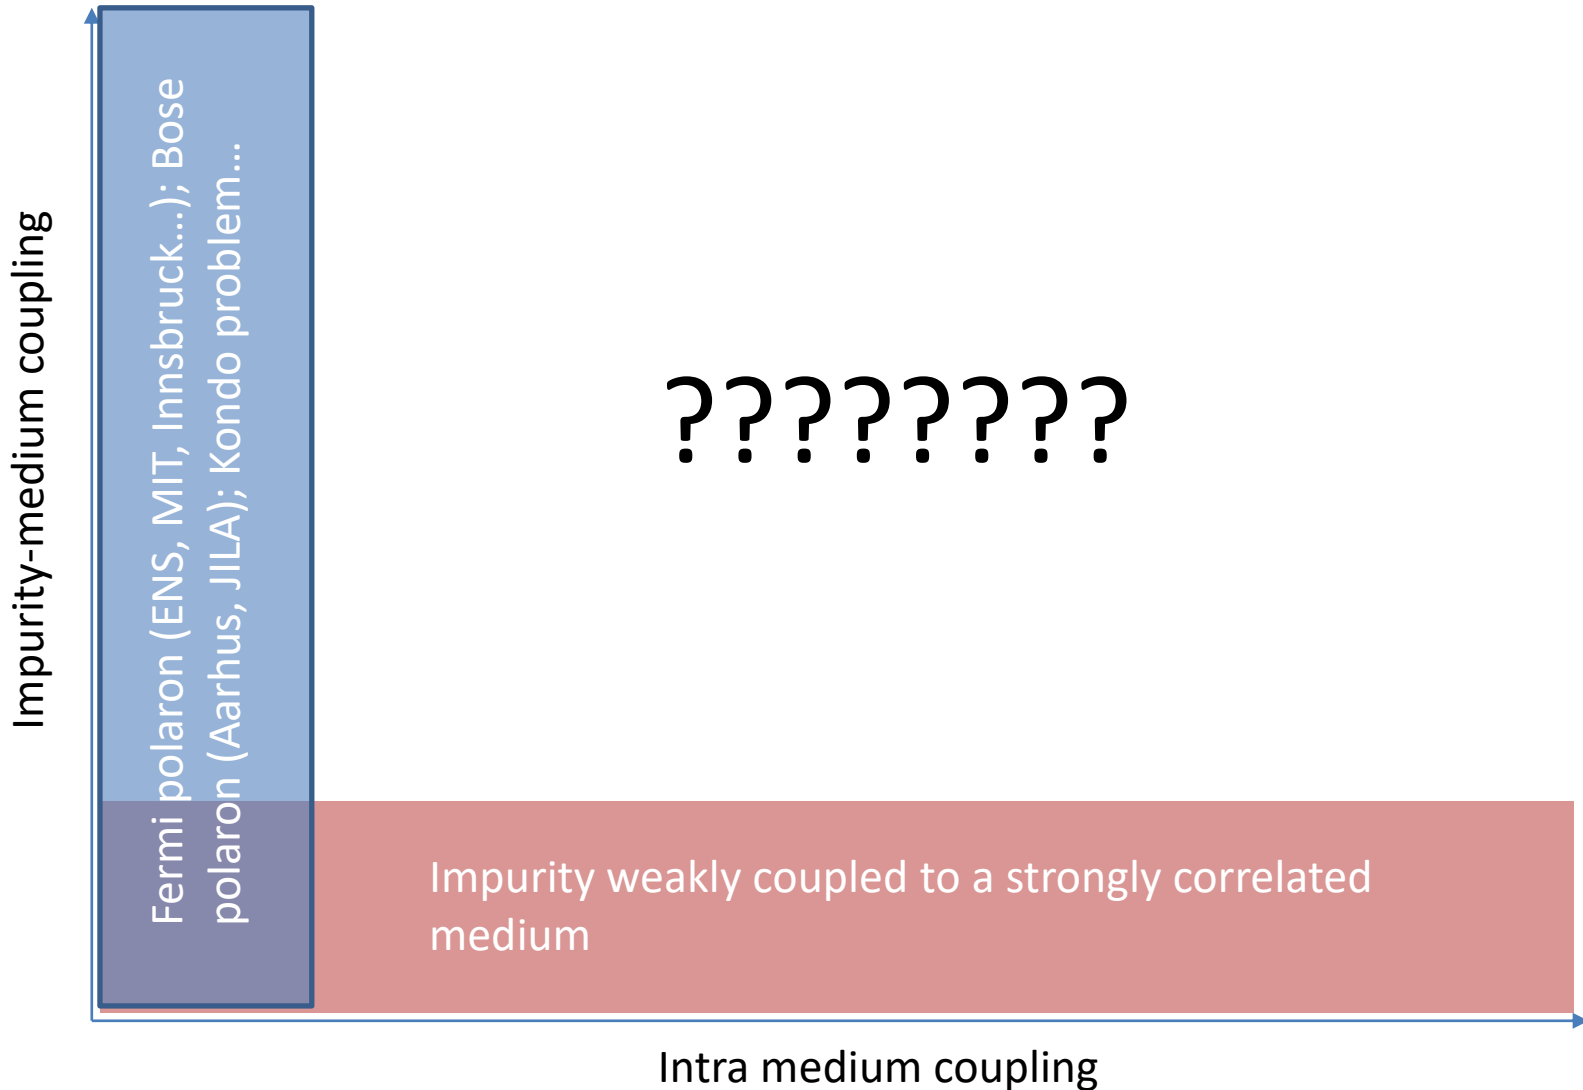 Impurity-medium coupling
Fermi polaron (ENS, MIT, Innsbruck...); Bose
polaron (Aarhus, JILA); Kondo problem...
????????
Impurity weakly coupled to a strongly correlated
medium
Intra medium coupling